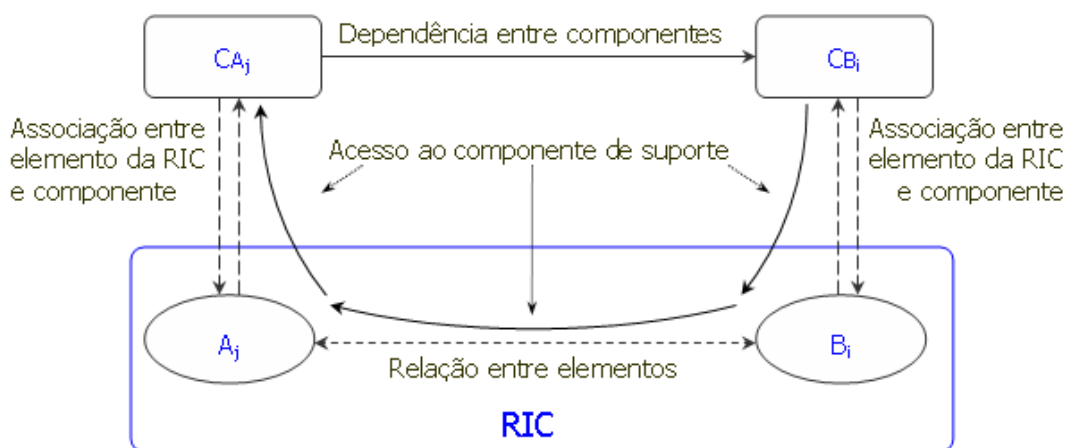 Dependência entre componentes
CAj
CBi
Associação entre
elemento da RIC
e componente
Acesso ao componente de suporte
Associação entre
elemento da RIC
e componente
Aj
Bi
Relação entre elementos
RIC